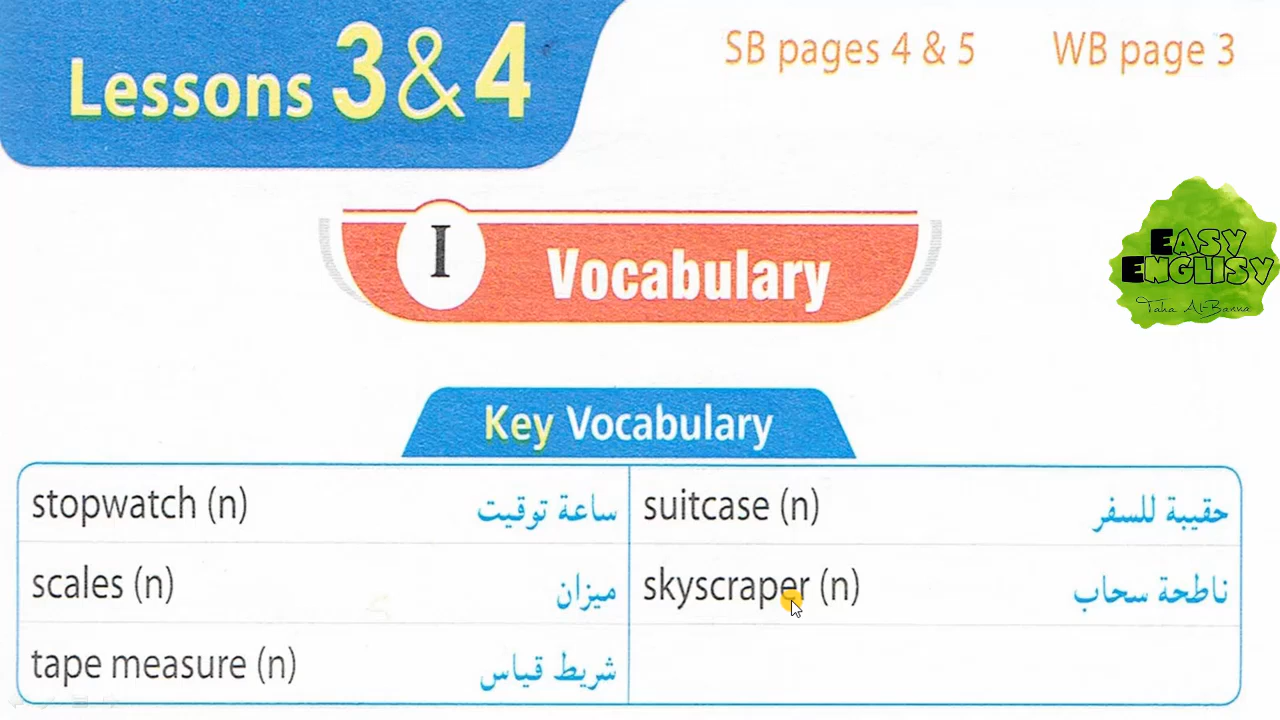 Lessons 3 & 4
SB pages 4 & 5 WB page 3
I Vocabulary
EASY
ENGLISY
Taha Al-Banna
Key Vocabulary
stopwatch (n) ساعة توقيت suitcase (n) حقيبة للسفر
scales (n) ميزان skyscraper (n) ناطحة سحاب
tape measure (n) شريط قياس